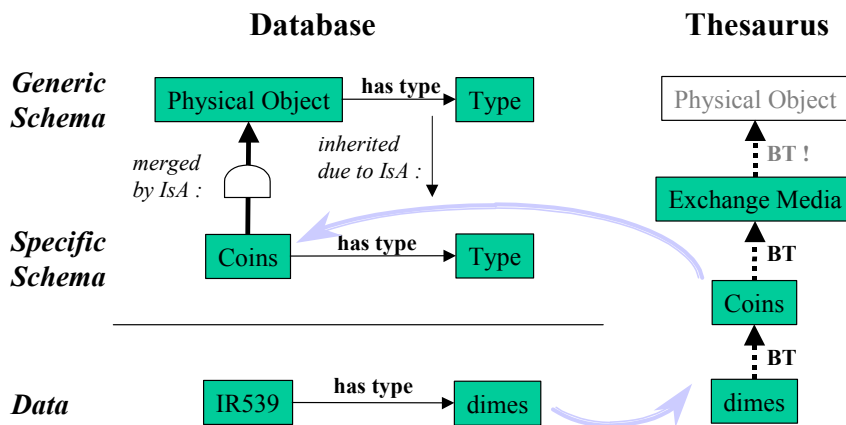 Database
Thesaurus
Generic
Schema
Physical Object
has type
Type
Physical Object
merged
by IsA :
inherited
due to IsA :
BT !
Exchange Media
Specific
Schema
Coins
has type
Type
BT
Coins
BT
Data
IR539
has type
dimes
dimes